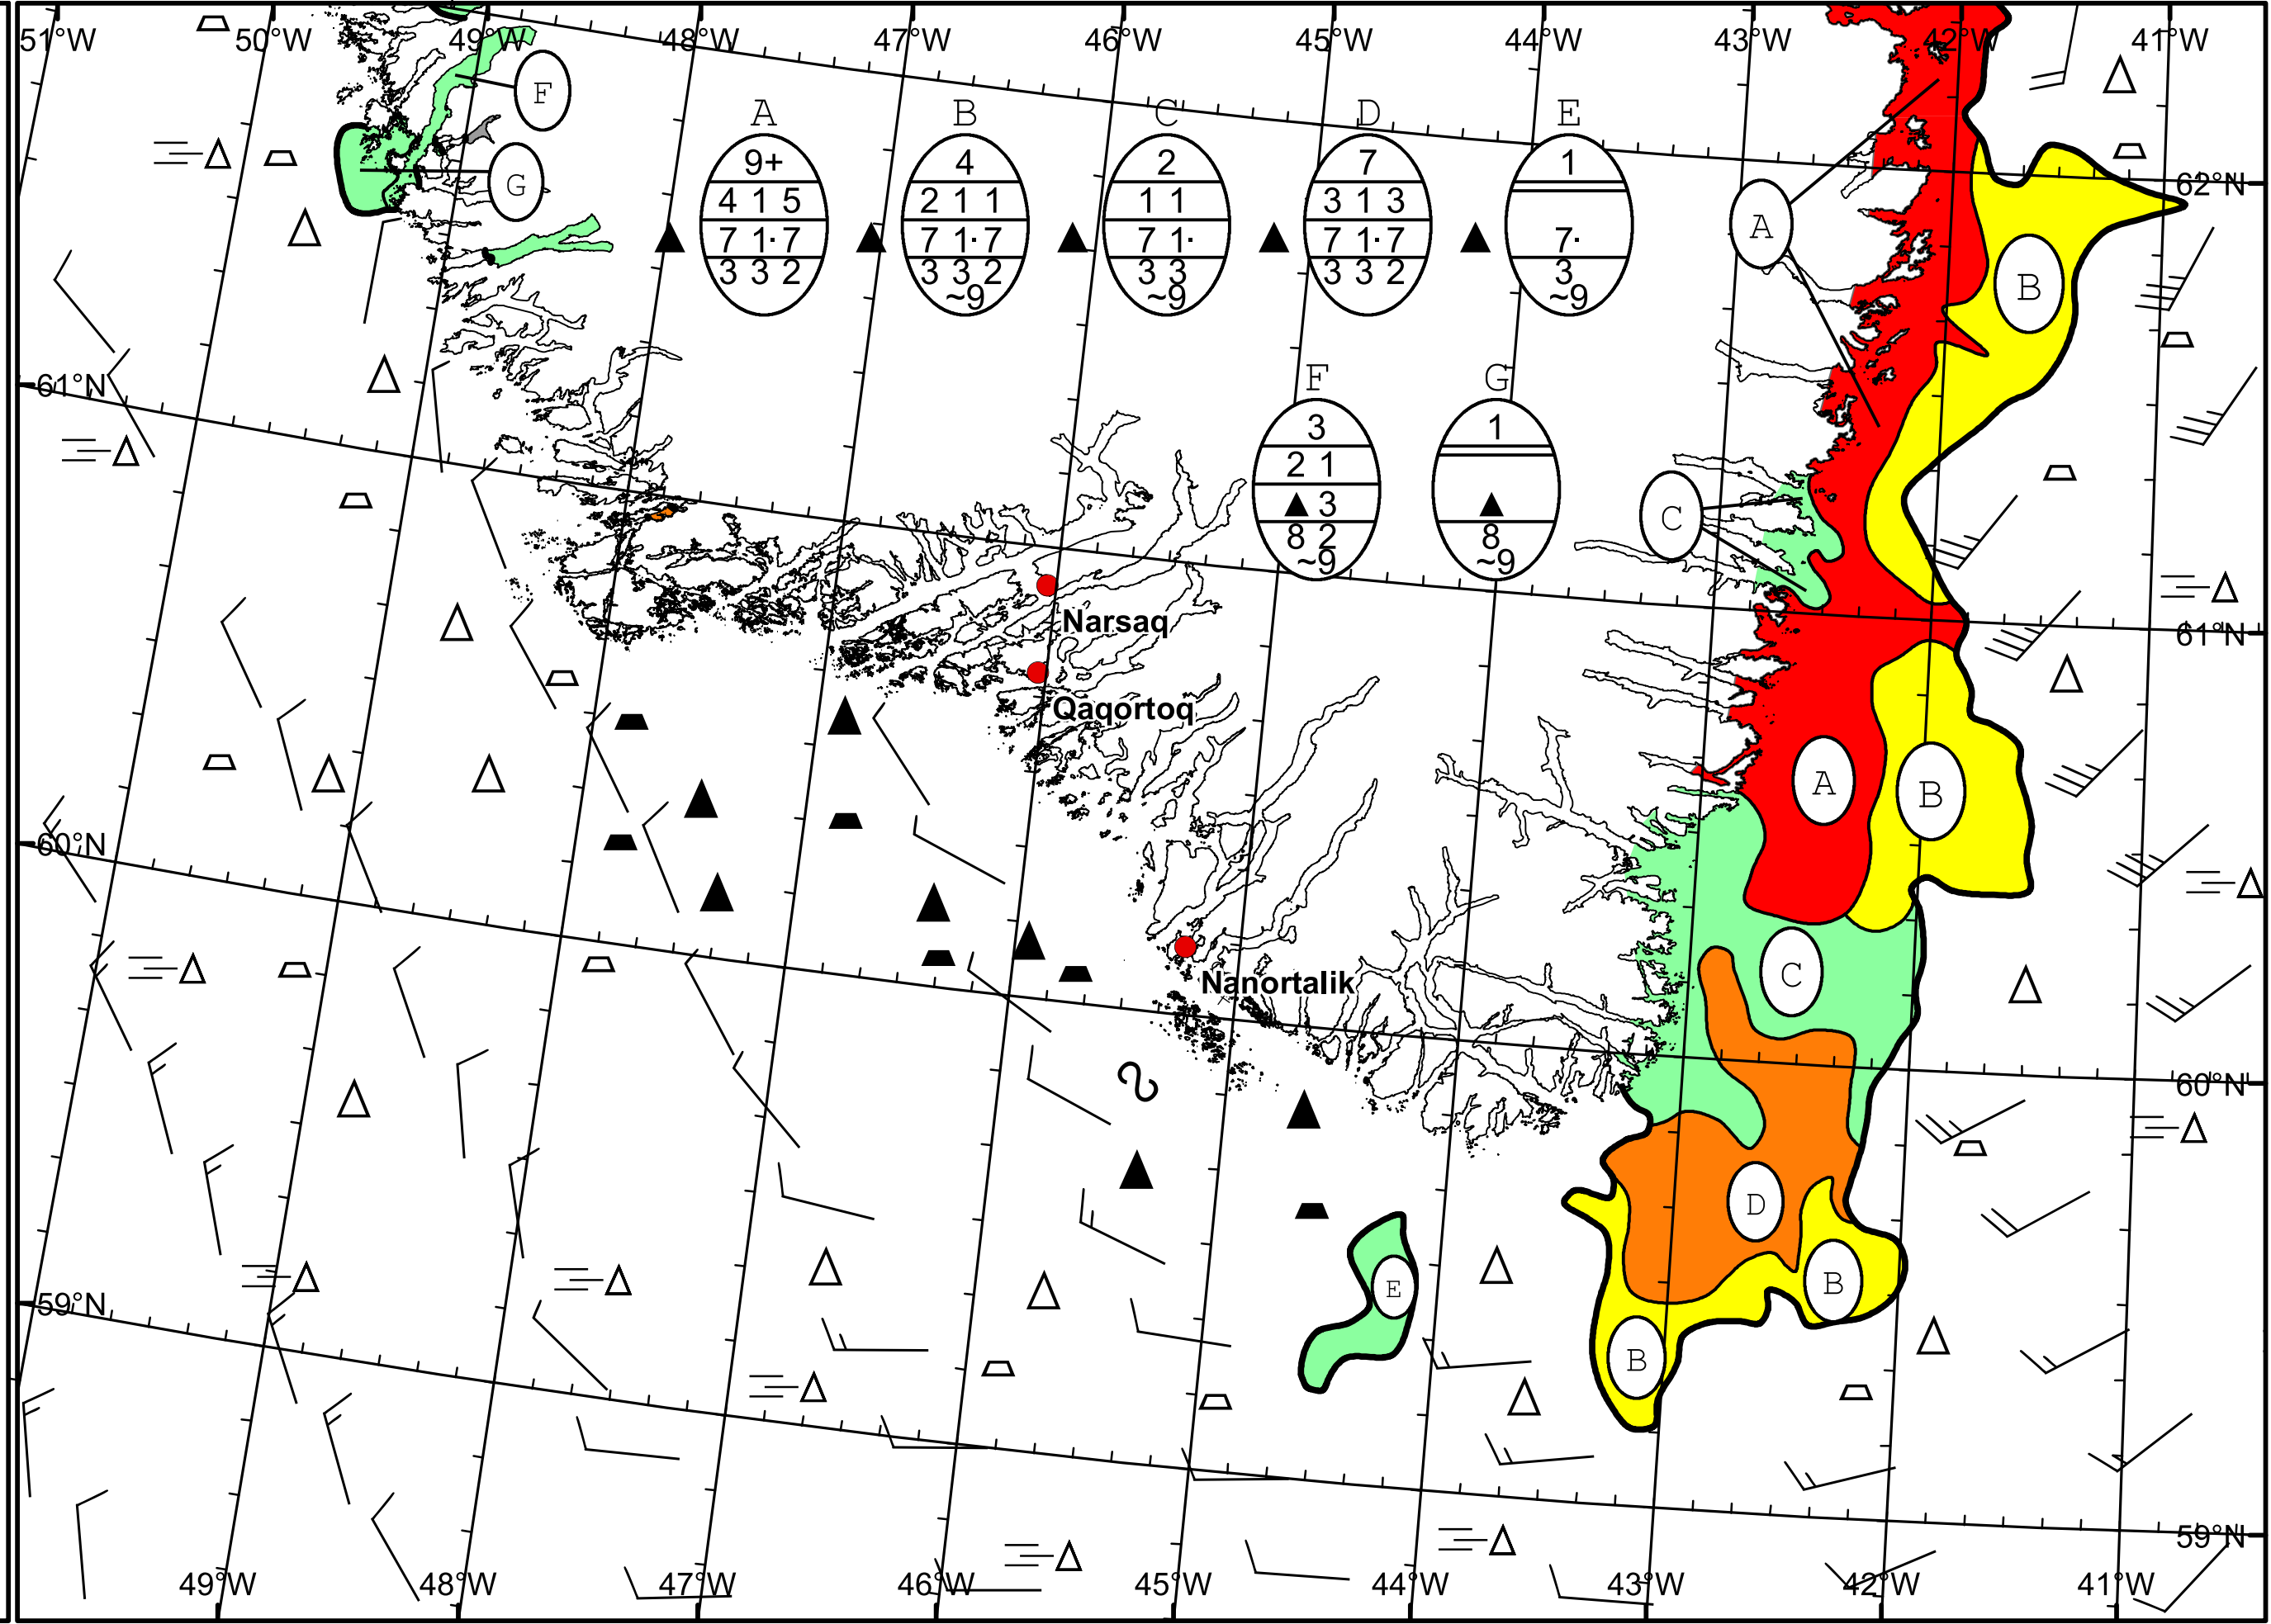 51°W 50°W 49°W 48°W 47°W 46°W 45°W 44°W 43°W 42°W 41°W
F
G
A B C D E
9+ 4 2 7 1
4 1 5 2 1 1 1 1 3 1 3
7 1· 7 7 1· 7 7 1· 7 1· 7 7·
3 3 2 3 3 2 3 3 3 3 2 3
~9 ~9 ~9
62°N
A
B
61°N
F G
3 1
2 1
3
8 2 8
~9 ~9
C
Narsaq
61°N
Qaqortoq
A
B
60°N
Nanortalik
C
60°N
D
E
B
59°N
B
59°N
49°W 48°W 47°W 46°W 45°W 44°W 43°W 42°W 41°W